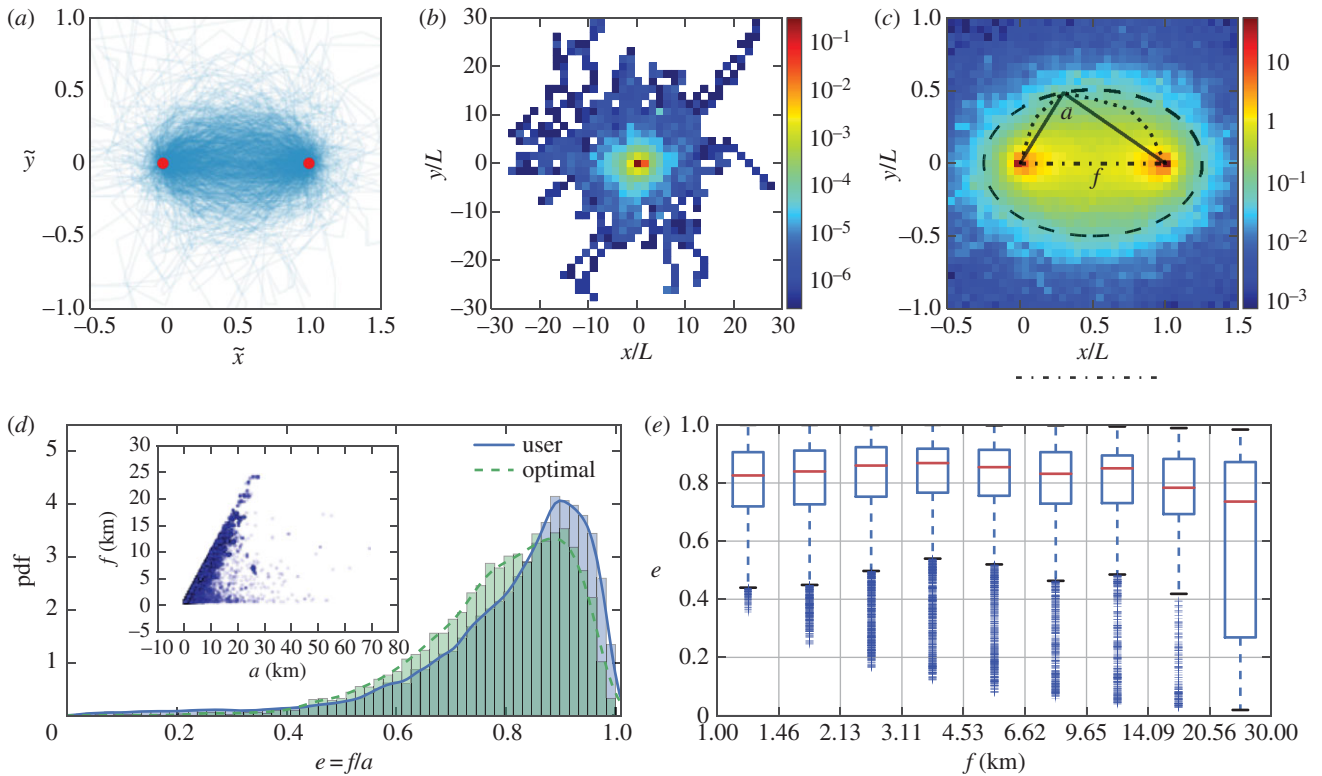 (a)
1.0
0.5
0
−0.5
−1.0
ỹ
−0.5 0 0.5 1.0 1.5
x̃
(b)
30
20
10
0
−10
−20
30
y/L
−30 −20 −10 0 10 20 30
x/L
10⁻¹
10⁻²
10⁻³
10⁻⁴
10⁻⁵
10⁻⁶
(c)
1.0
0.5
0
−0.5
−1.0
y/L
a
f
−0.5 0 0.5 1.0 1.5
x/L
10
1
10⁻¹
10⁻²
10⁻³
(d)
5
4
3
2
1
0
pdf
0.2 0.4 0.6 0.8 1.0
e = f/a
user
optimal
30
25
20
15
10
5
0
−5
f (km)
−10 0 10 20 30 40 50 60 70 80
a (km)
(e)
1.0
0.8
0.6
0.4
0.2
0
e
1.00 1.46 2.13 3.11 4.53 6.62 9.65 14.09 20.56 30.00
f (km)